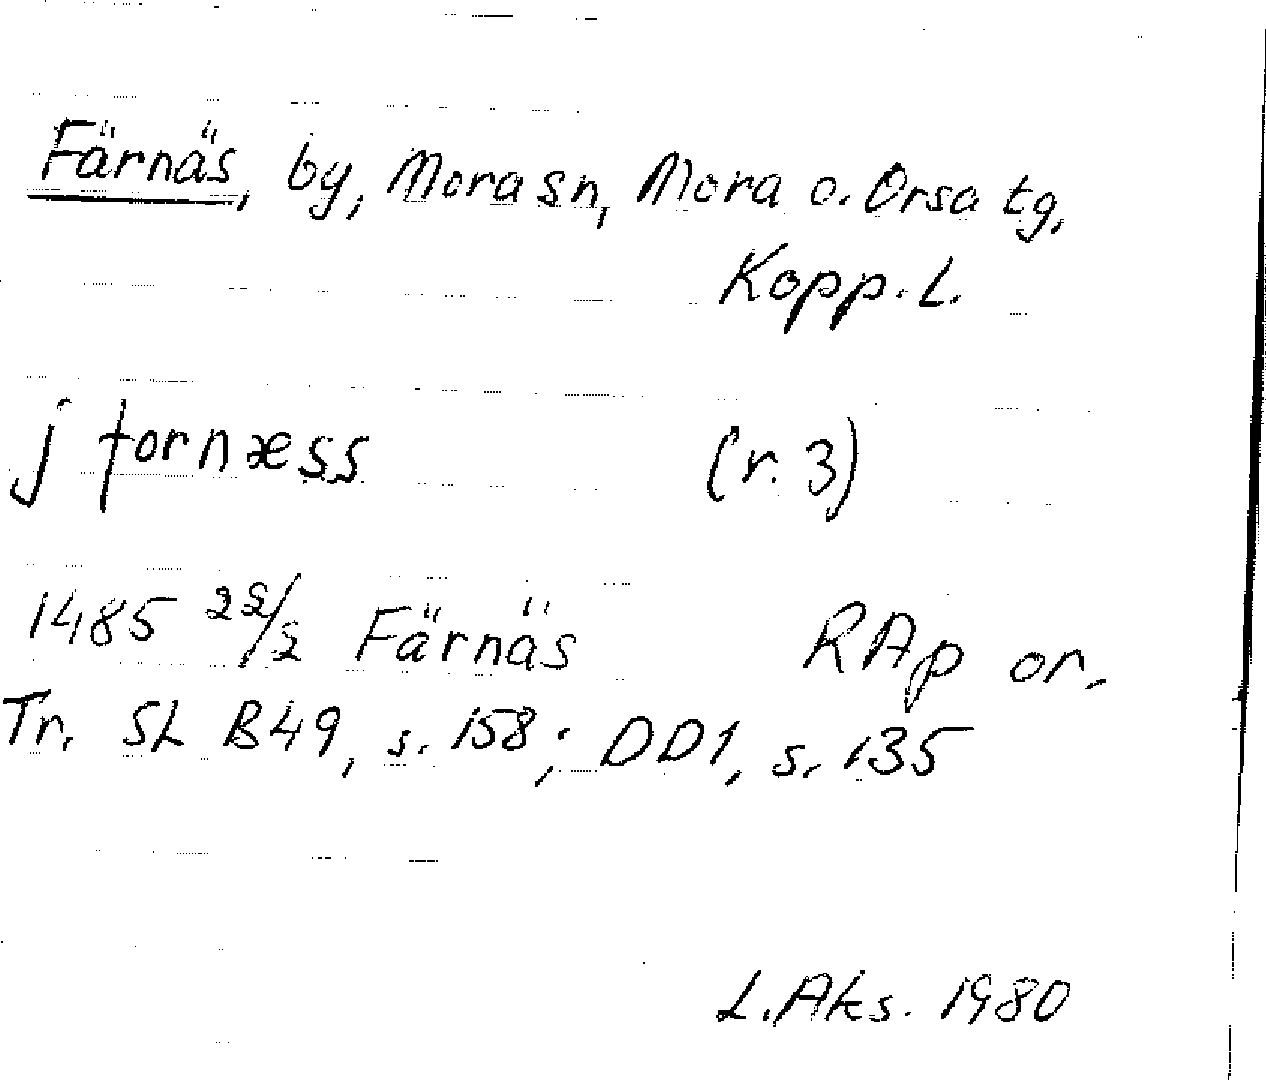 Färnäs, by, Mora sn, Mora o. Orsa tg,
Kopp. L.
j fornæss (r. 3)
1485 22/2 Färnäs RAp or.
Tr. SL B49, s. 158; DD1, s. 135
L. Aks. 1980